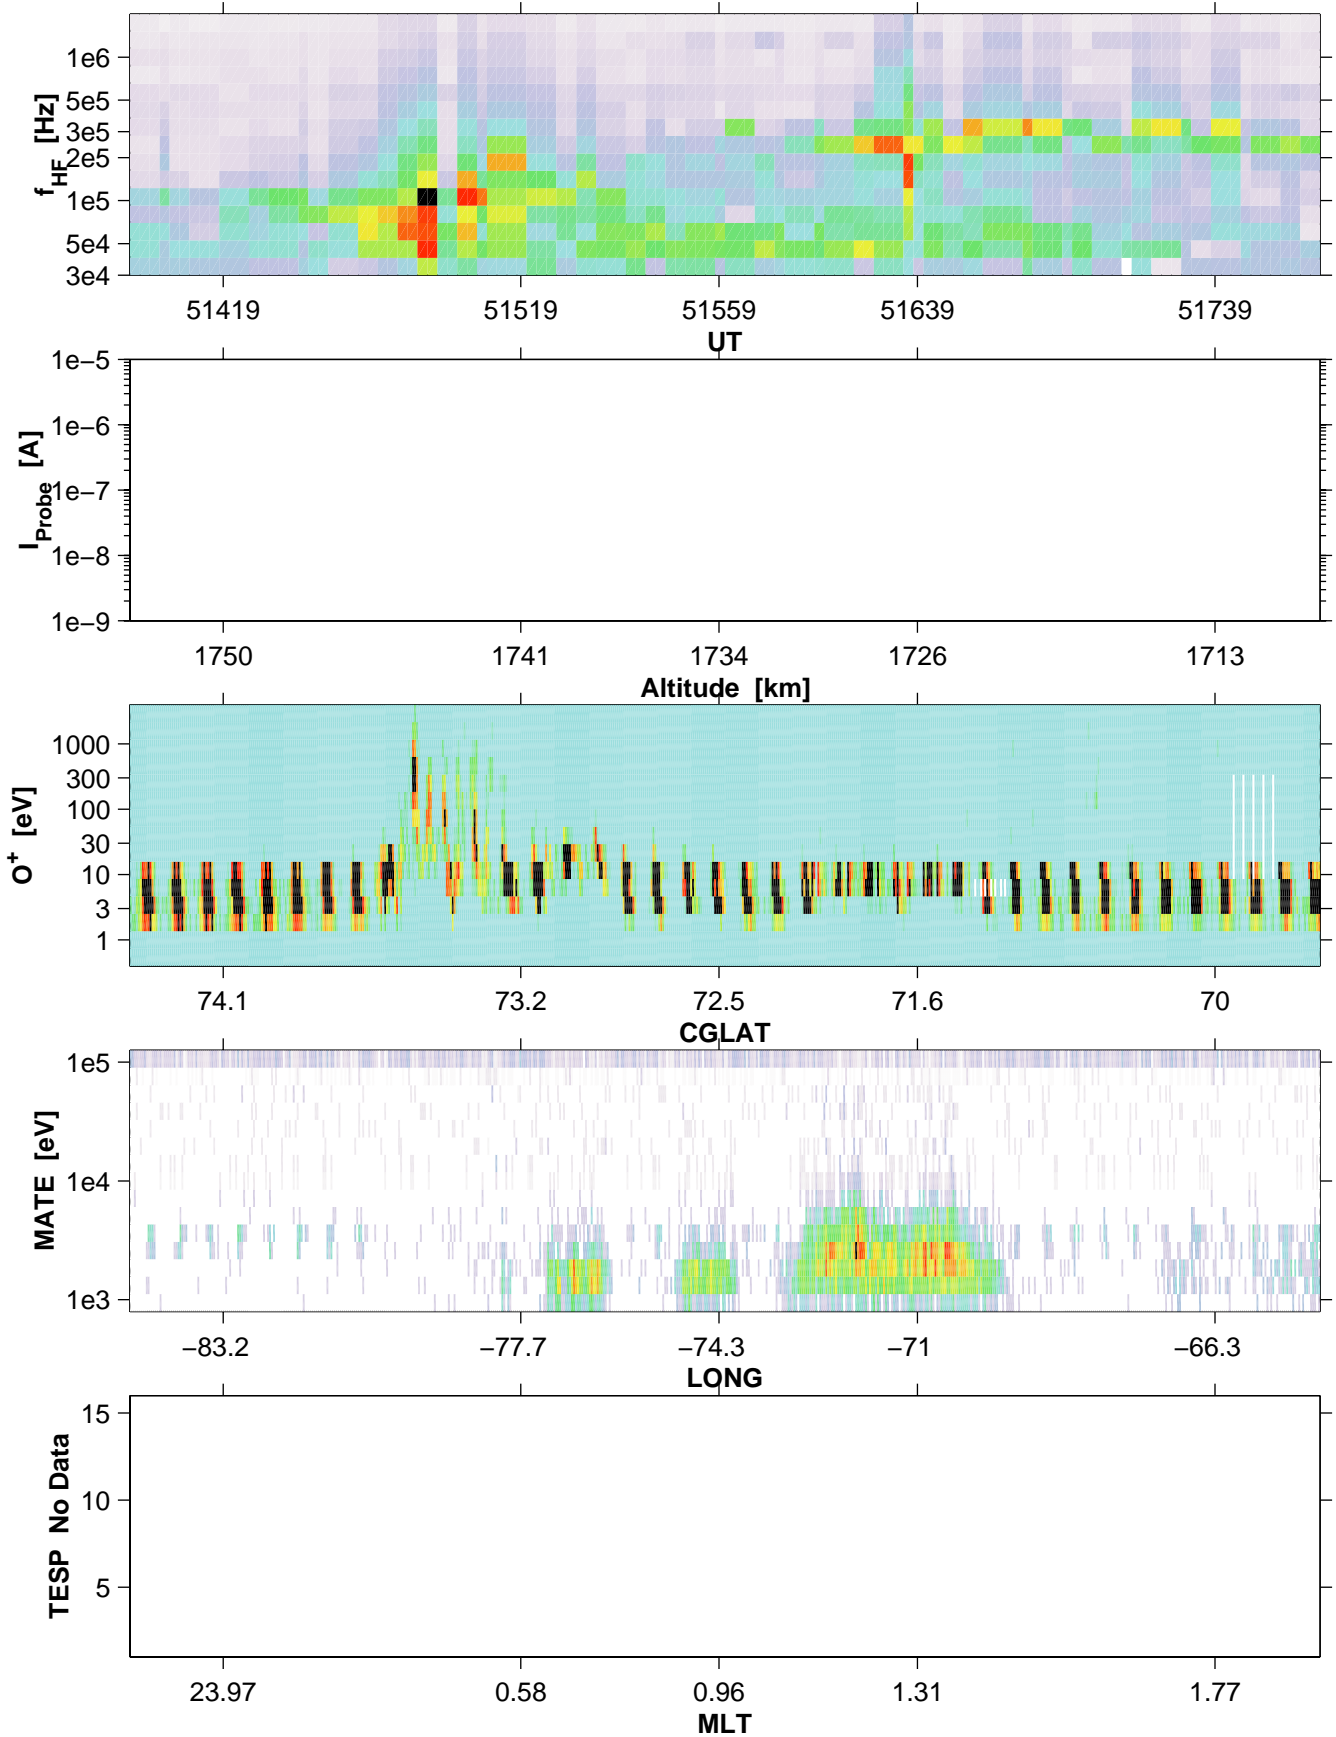 1e6
5e5
3e5
2e5
1e5
5e4
3e4
f_HF [Hz]
51419 51519 51559 51639 51739
UT
1e−5
1e−6
1e−7
1e−8
1e−9
I_Probe [A]
1750 1741 1734 1726 1713
Altitude [km]
1000
300
100
30
10
3
1
O⁺ [eV]
74.1 73.2 72.5 71.6 70
CGLAT
1e5
1e4
1e3
MATE [eV]
−83.2 −77.7 −74.3 −71 −66.3
LONG
15
10
5
TESP No Data
23.97 0.58 0.96 1.31 1.77
MLT